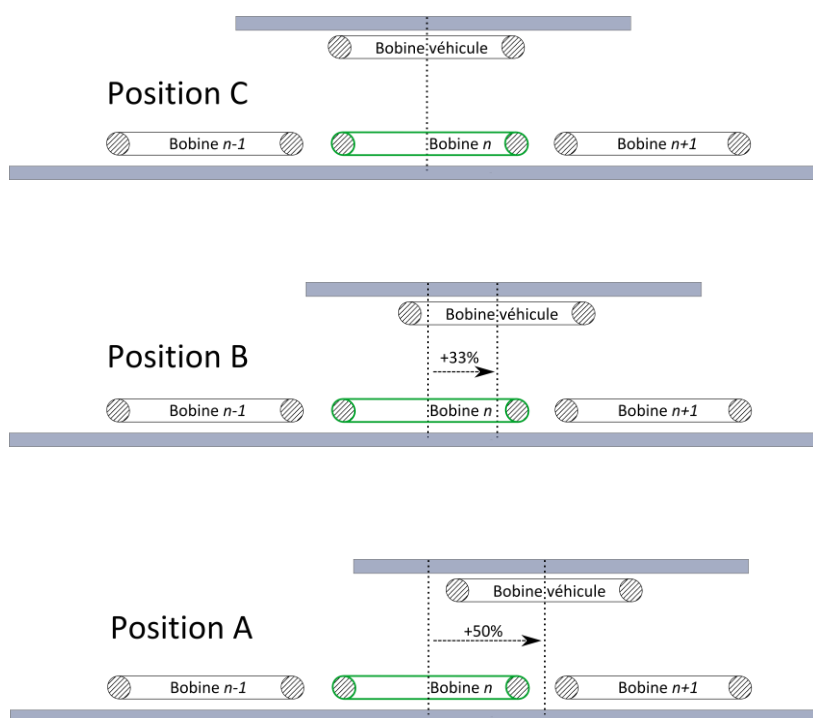 Bobine véhicule
Position C
Bobine n-1
Bobine n
Bobine n+1
Bobine véhicule
Position B
+33%
Bobine n-1
Bobine n
Bobine n+1
Bobine véhicule
Position A
+50%
Bobine n-1
Bobine n
Bobine n+1